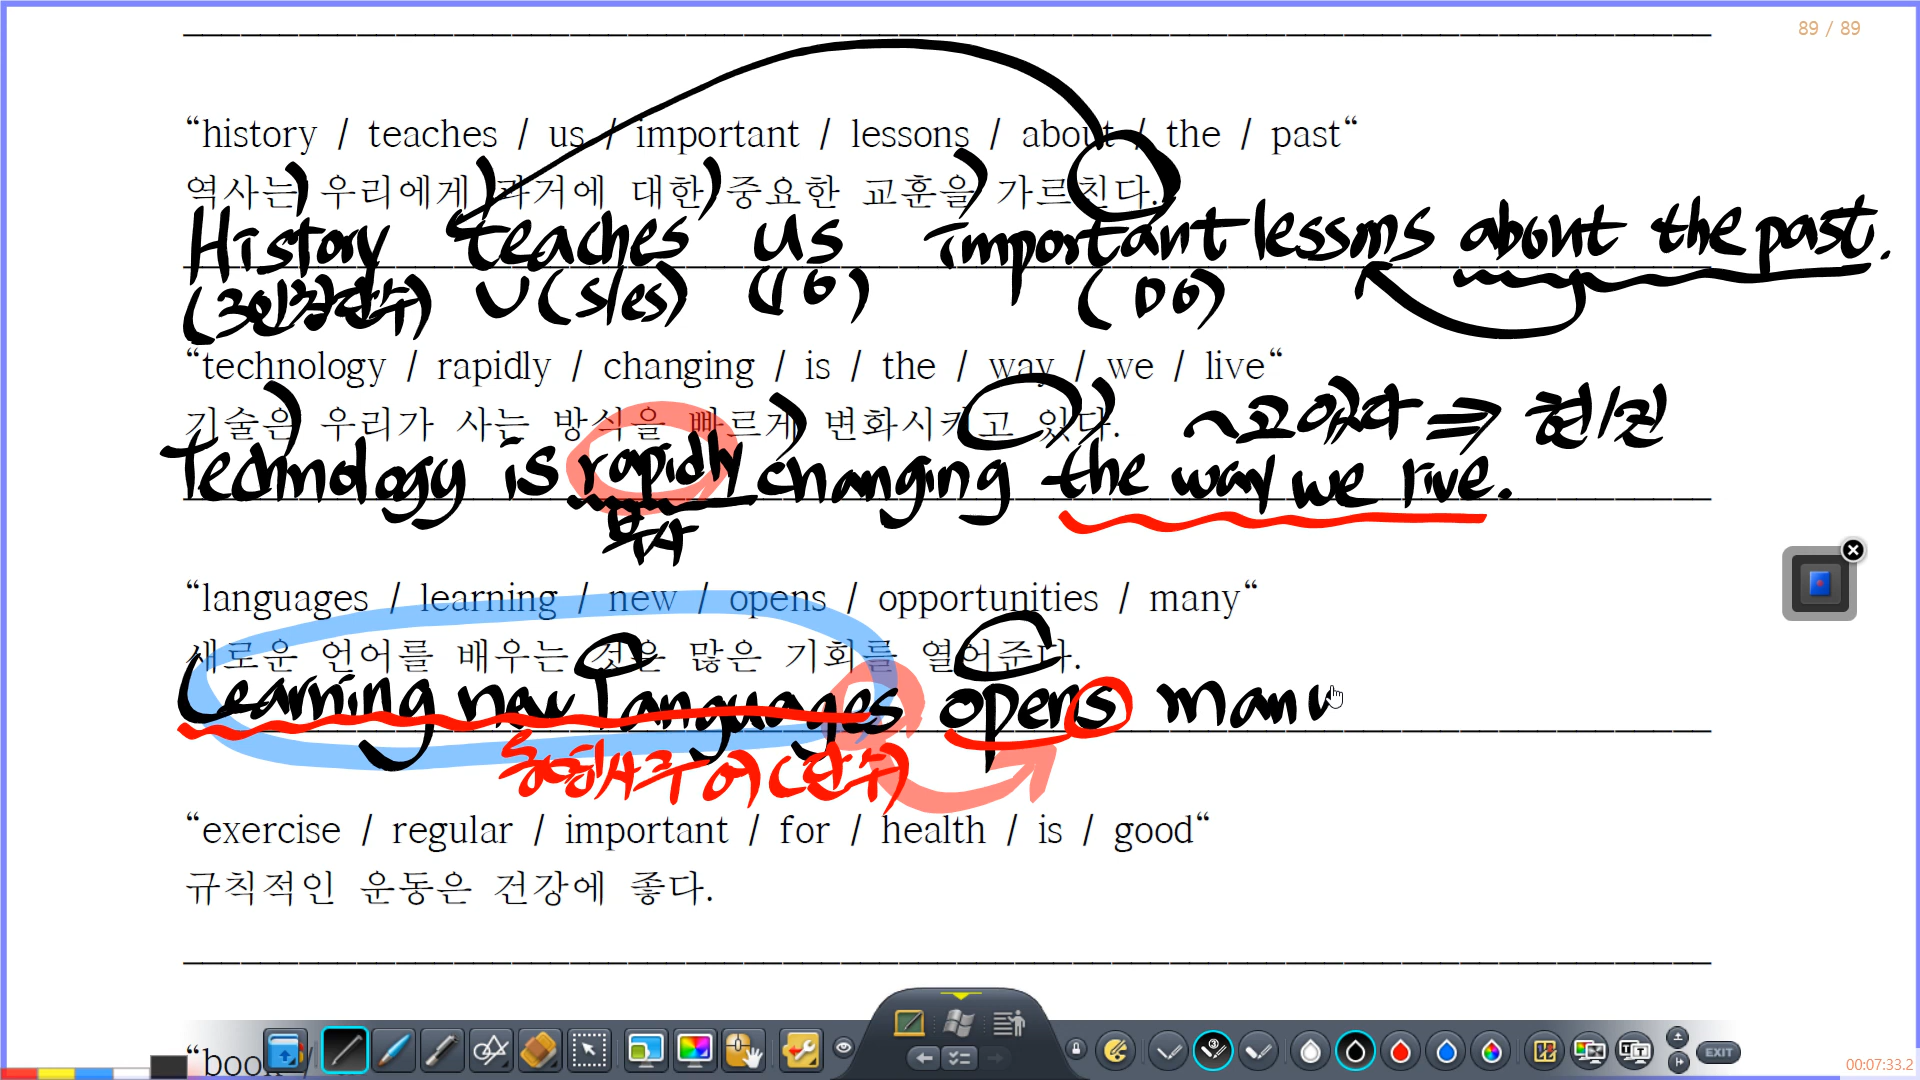 89 / 89
“history / teaches / us / important / lessons / about / the / past“
역사는 우리에게 과거에 대한 중요한 교훈을 가르친다.
History teaches us important lessons about the past.
(3인칭단수) V(s/es) (IO) (DO)
“technology / rapidly / changing / is / the / way / we / live“
기술은 우리가 사는 방식을 빠르게 변화시키고 있다.
~고 있다 ⇒ 현/진
Technology is rapidly changing the way we live.
부사
“languages / learning / new / opens / opportunities / many“
새로운 언어를 배우는 것은 많은 기회를 열어준다.
Learning new languages opens man
동명사주어(단수)
“exercise / regular / important / for / health / is / good“
규칙적인 운동은 건강에 좋다.
“book /
EXIT
00:07:33.2